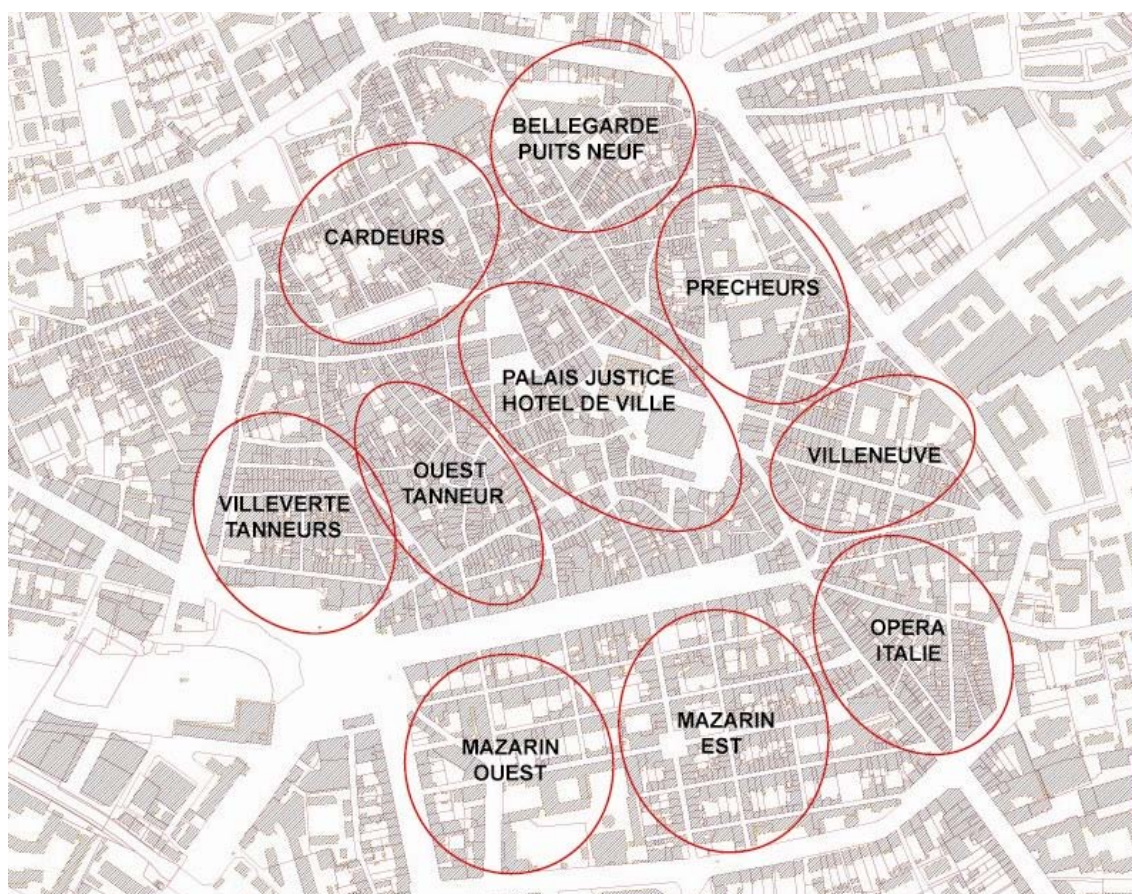 BELLEGARDE
PUITS NEUF
CARDEURS
PRECHEURS
PALAIS JUSTICE
HOTEL DE VILLE
VILLENEUVE
OUEST
TANNEUR
VILLEVERTE
TANNEURS
OPERA
ITALIE
MAZARIN
EST
MAZARIN
OUEST